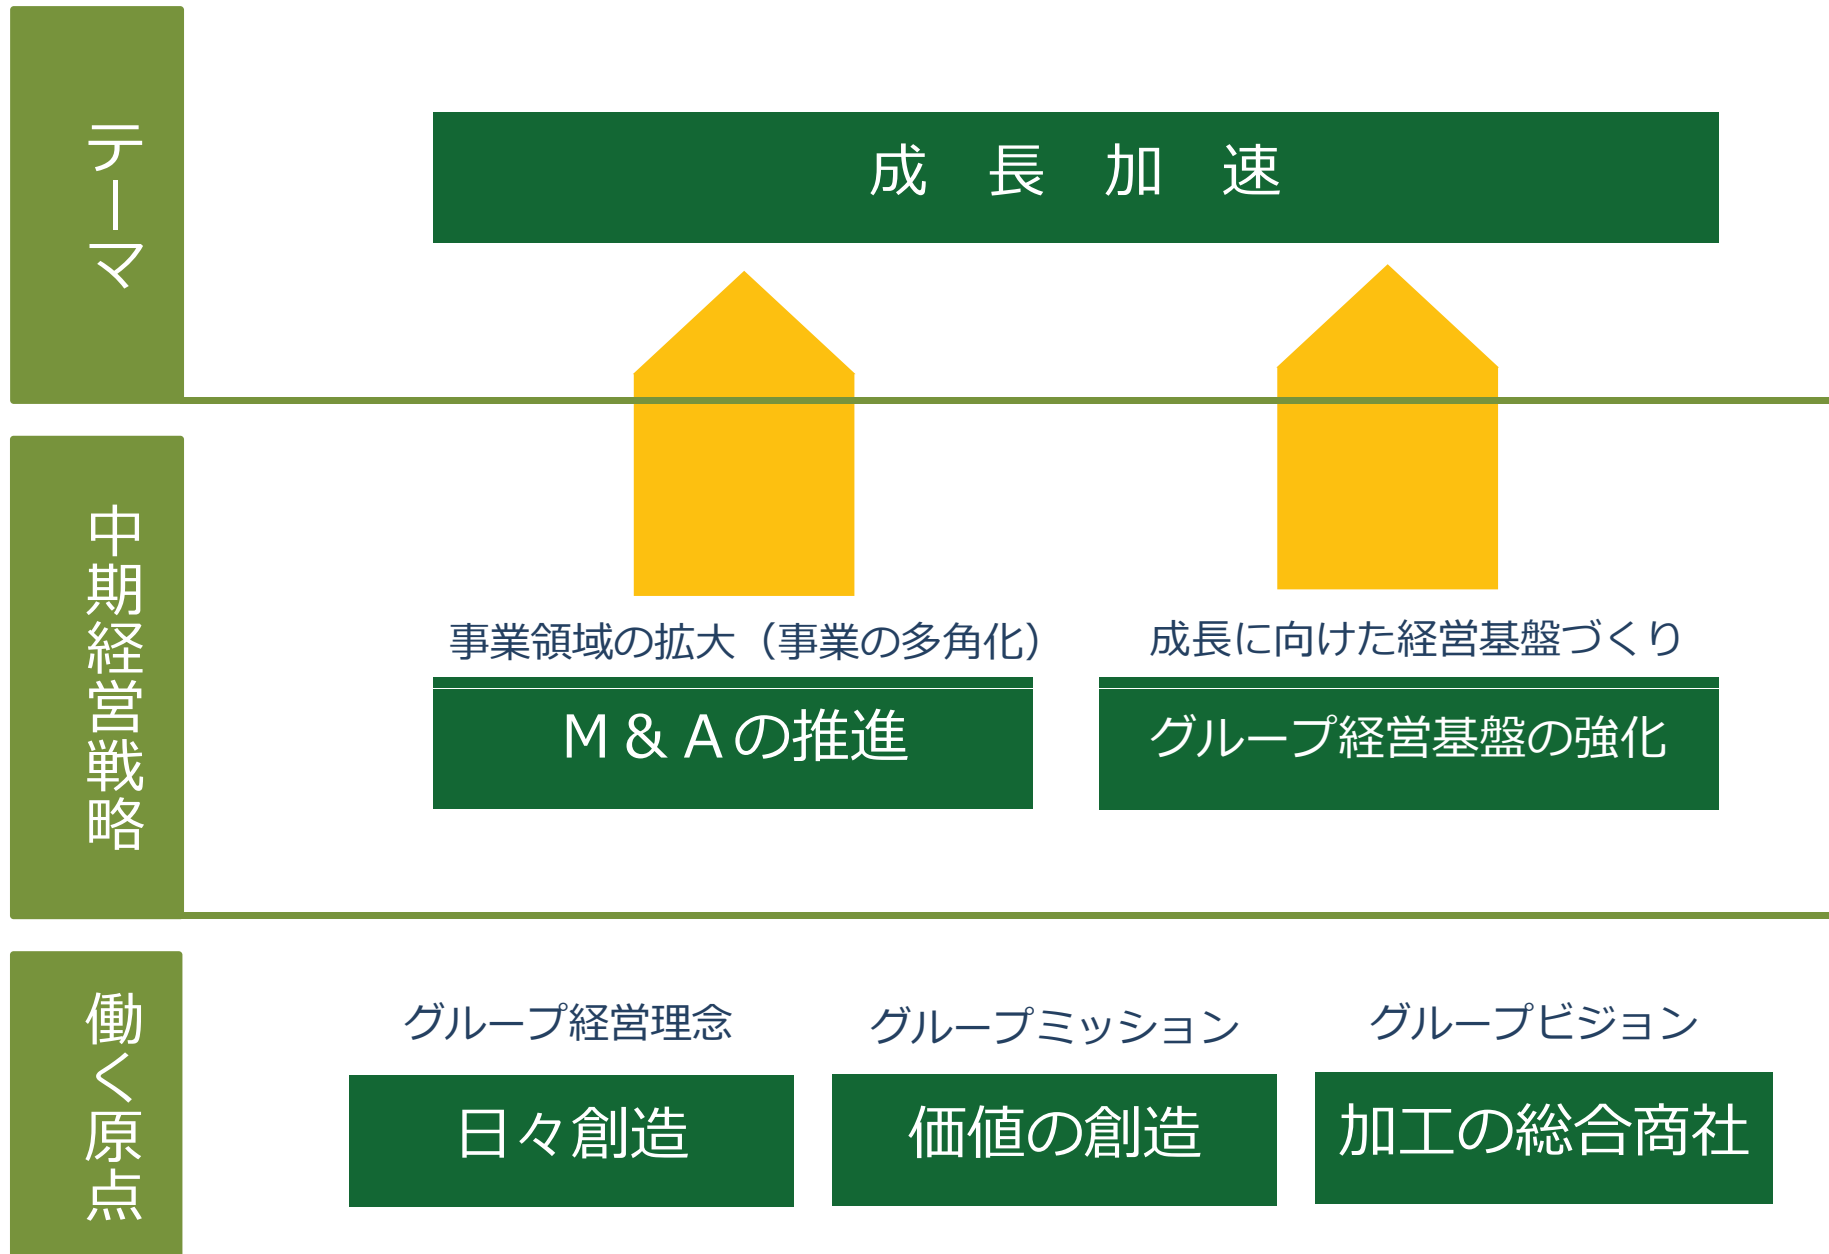 テーマ
成　長　加　速
中期経営戦略
事業領域の拡大（事業の多角化）
成長に向けた経営基盤づくり
Ｍ＆Ａの推進
グループ経営基盤の強化
働く原点
グループ経営理念
グループミッション
グループビジョン
日々創造
価値の創造
加工の総合商社